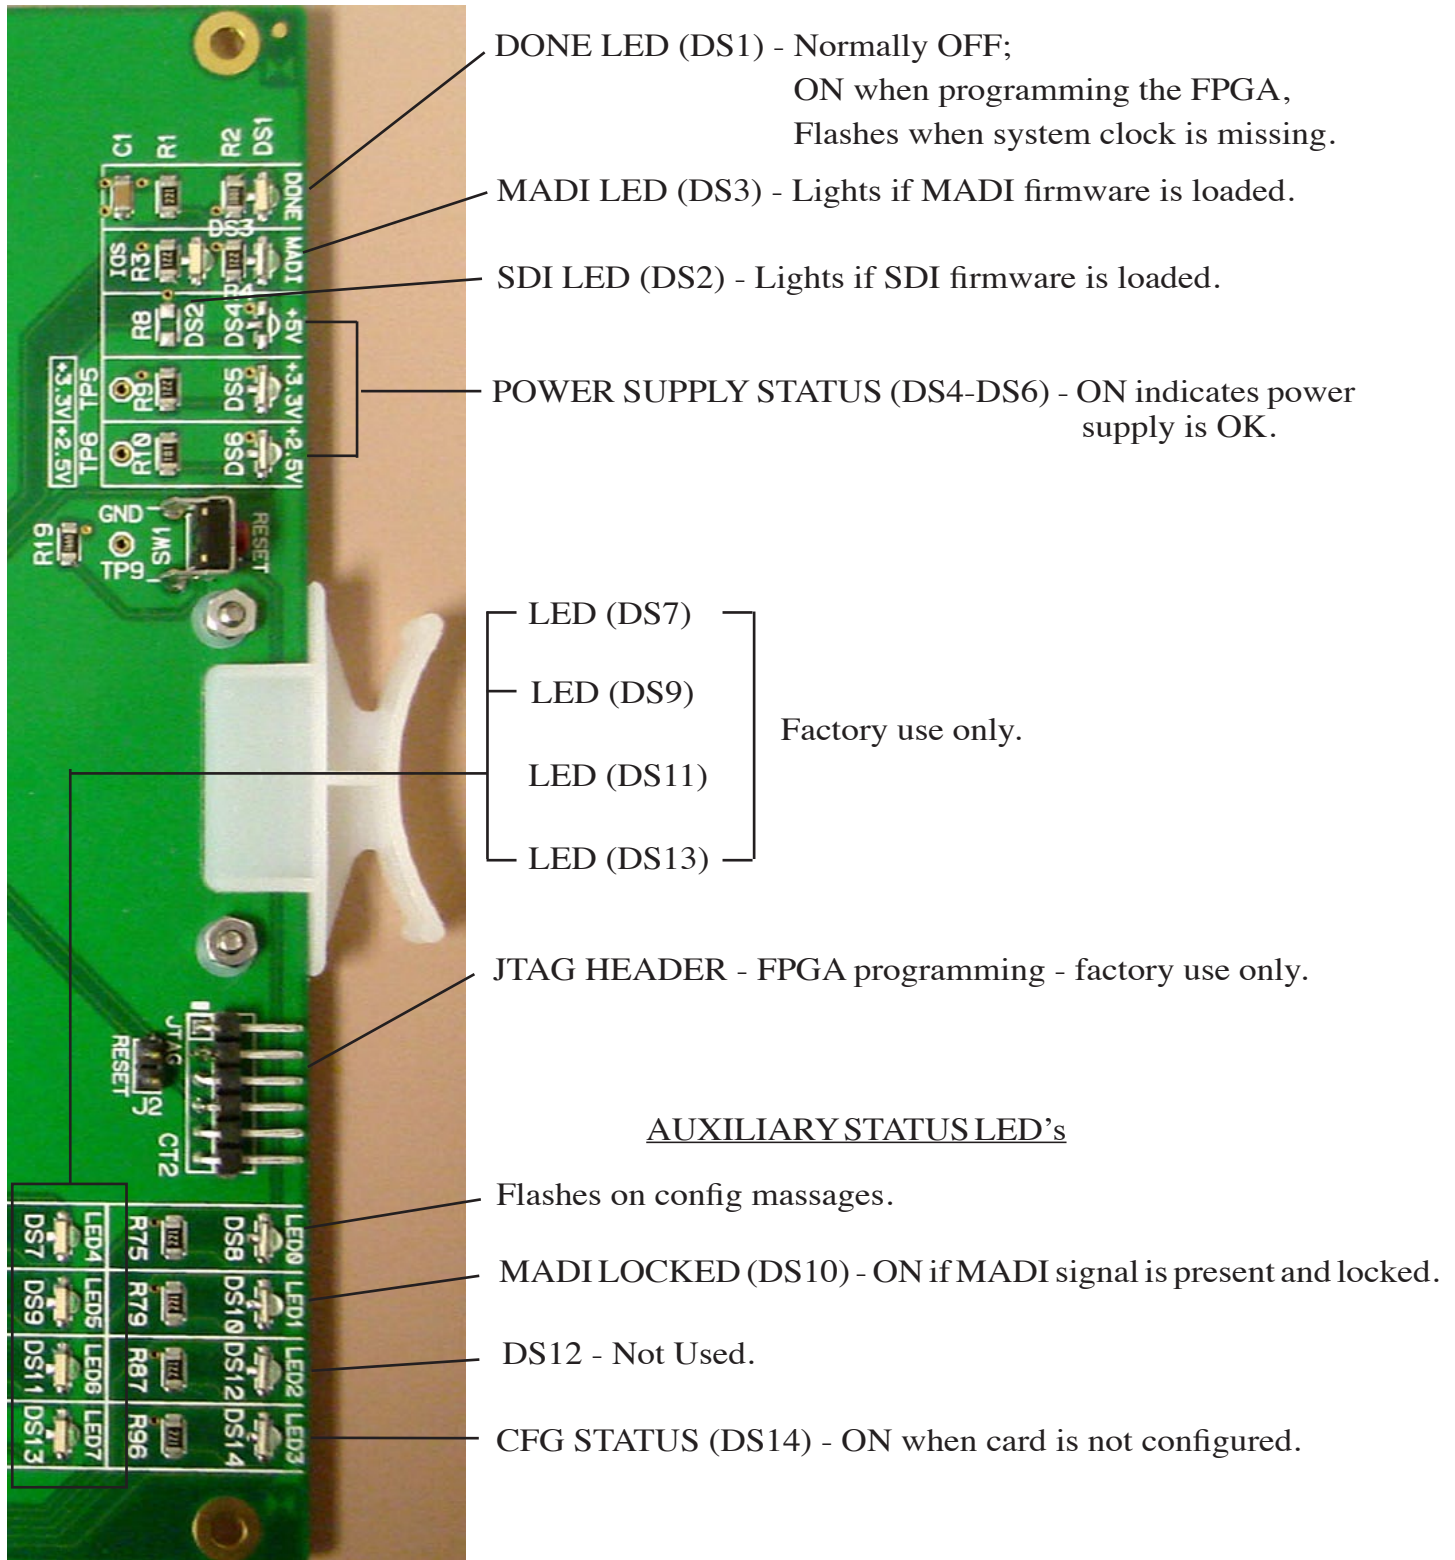 DONE LED (DS1) - Normally OFF;
ON when programming the FPGA,
Flashes when system clock is missing.
MADI LED (DS3) - Lights if MADI firmware is loaded.
SDI LED (DS2) - Lights if SDI firmware is loaded.
POWER SUPPLY STATUS (DS4-DS6) - ON indicates power
supply is OK.
LED (DS7)
LED (DS9)
LED (DS11)
LED (DS13)
Factory use only.
JTAG HEADER - FPGA programming - factory use only.
AUXILIARY STATUS LED's
Flashes on config massages.
MADI LOCKED (DS10) - ON if MADI signal is present and locked.
DS12 - Not Used.
CFG STATUS (DS14) - ON when card is not configured.
C1
R1
R2
DS1
DONE
SDI
R3
DS3
MADI
R4
R8
DS2
DS4
+5V
+3.3V
TP5
R9
DS5
+3.3V
+2.5V
TP6
R10
DS6
+2.5V
R19
GND
TP9
SW1
RESET
JTAG
RESET
J2
CT2
DS7
LED4
R75
DS8
LED0
DS9
LED5
R79
DS10
LED1
DS11
LED6
R87
DS12
LED2
DS13
LED7
R96
DS14
LED3